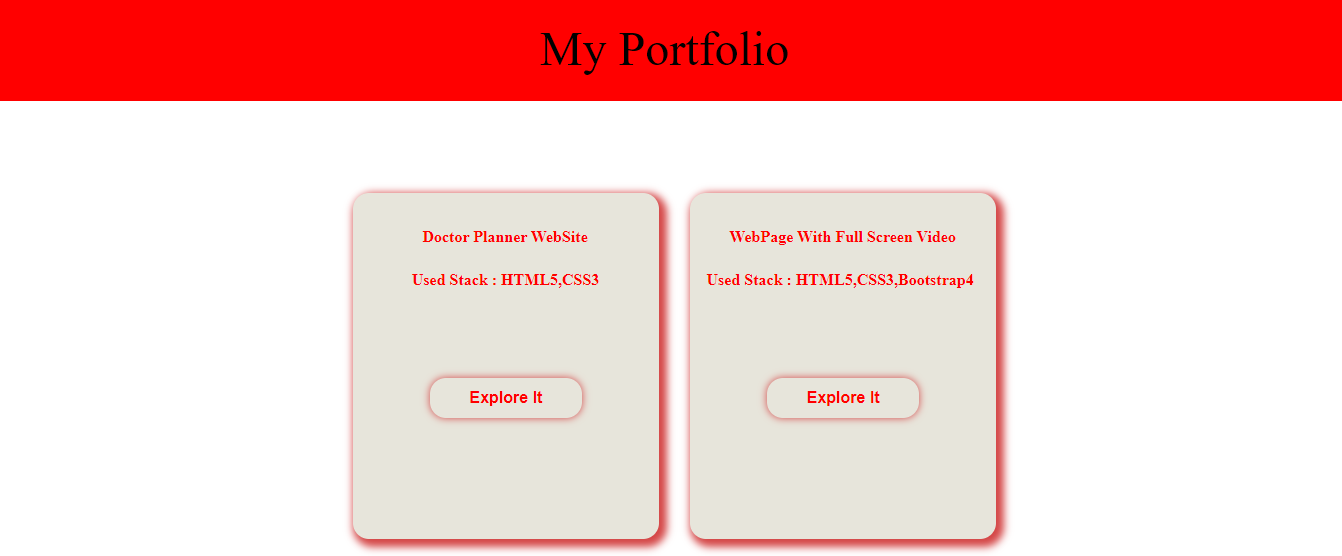 My Portfolio
Doctor Planner WebSite
Used Stack : HTML5,CSS3
Explore It
WebPage With Full Screen Video
Used Stack : HTML5,CSS3,Bootstrap4
Explore It